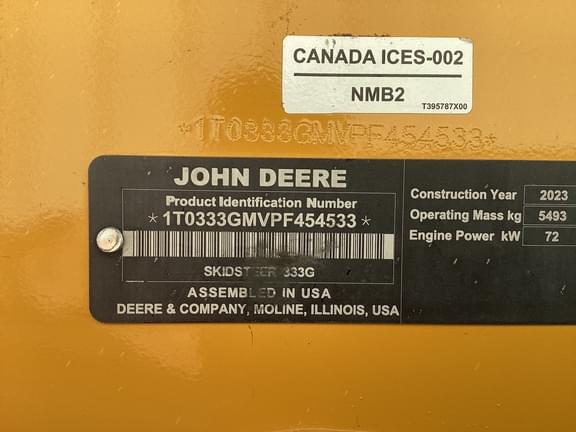 CANADA ICES-002
NMB2
T395787X00
*1T0333GMVPF454533*
JOHN DEERE
Product Identification Number
*1T0333GMVPF454533*
SKIDSTEER 333G
ASSEMBLED IN USA
DEERE & COMPANY, MOLINE, ILLINOIS, USA
Construction Year 2023
Operating Mass kg 5493
Engine Power kW 72